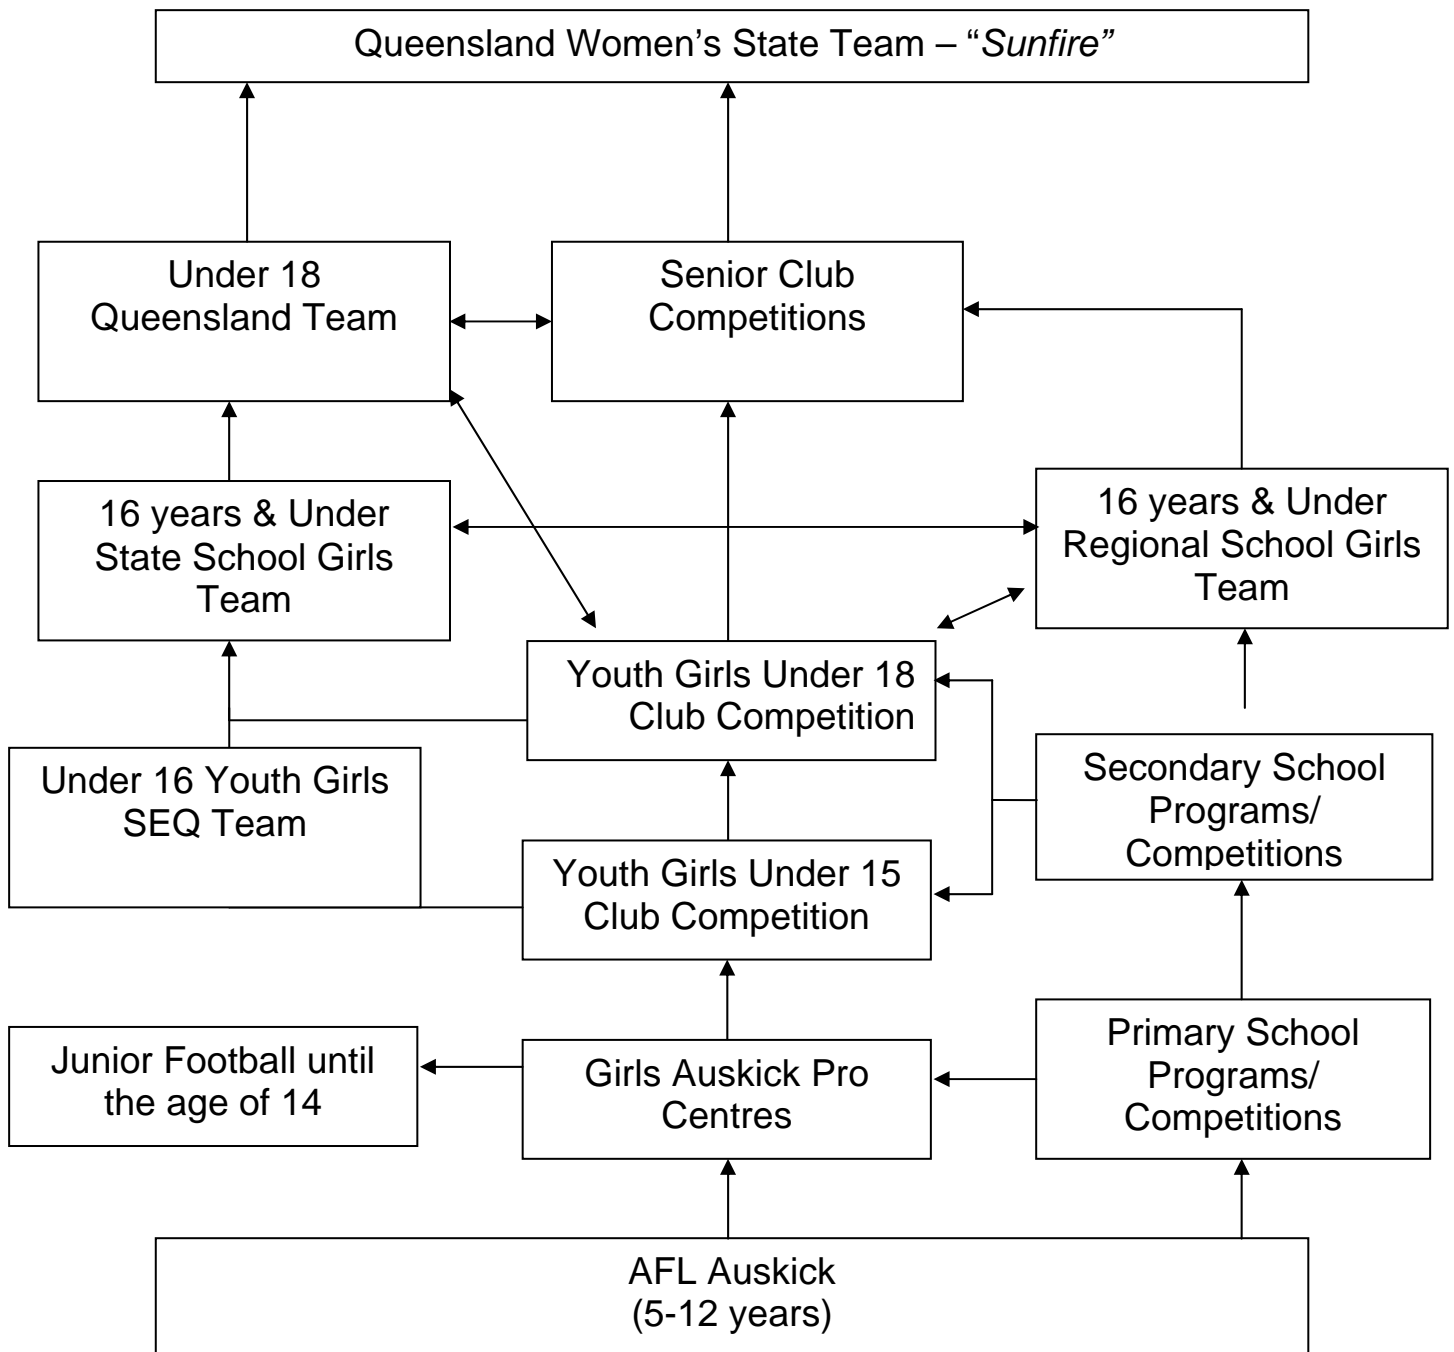 Queensland Women’s State Team – “Sunfire”
Under 18
Queensland Team
Senior Club
Competitions
16 years & Under
State School Girls
Team
16 years & Under
Regional School Girls
Team
Youth Girls Under 18
Club Competition
Under 16 Youth Girls
SEQ Team
Secondary School
Programs/
Competitions
Youth Girls Under 15
Club Competition
Junior Football until
the age of 14
Girls Auskick Pro
Centres
Primary School
Programs/
Competitions
AFL Auskick
(5-12 years)